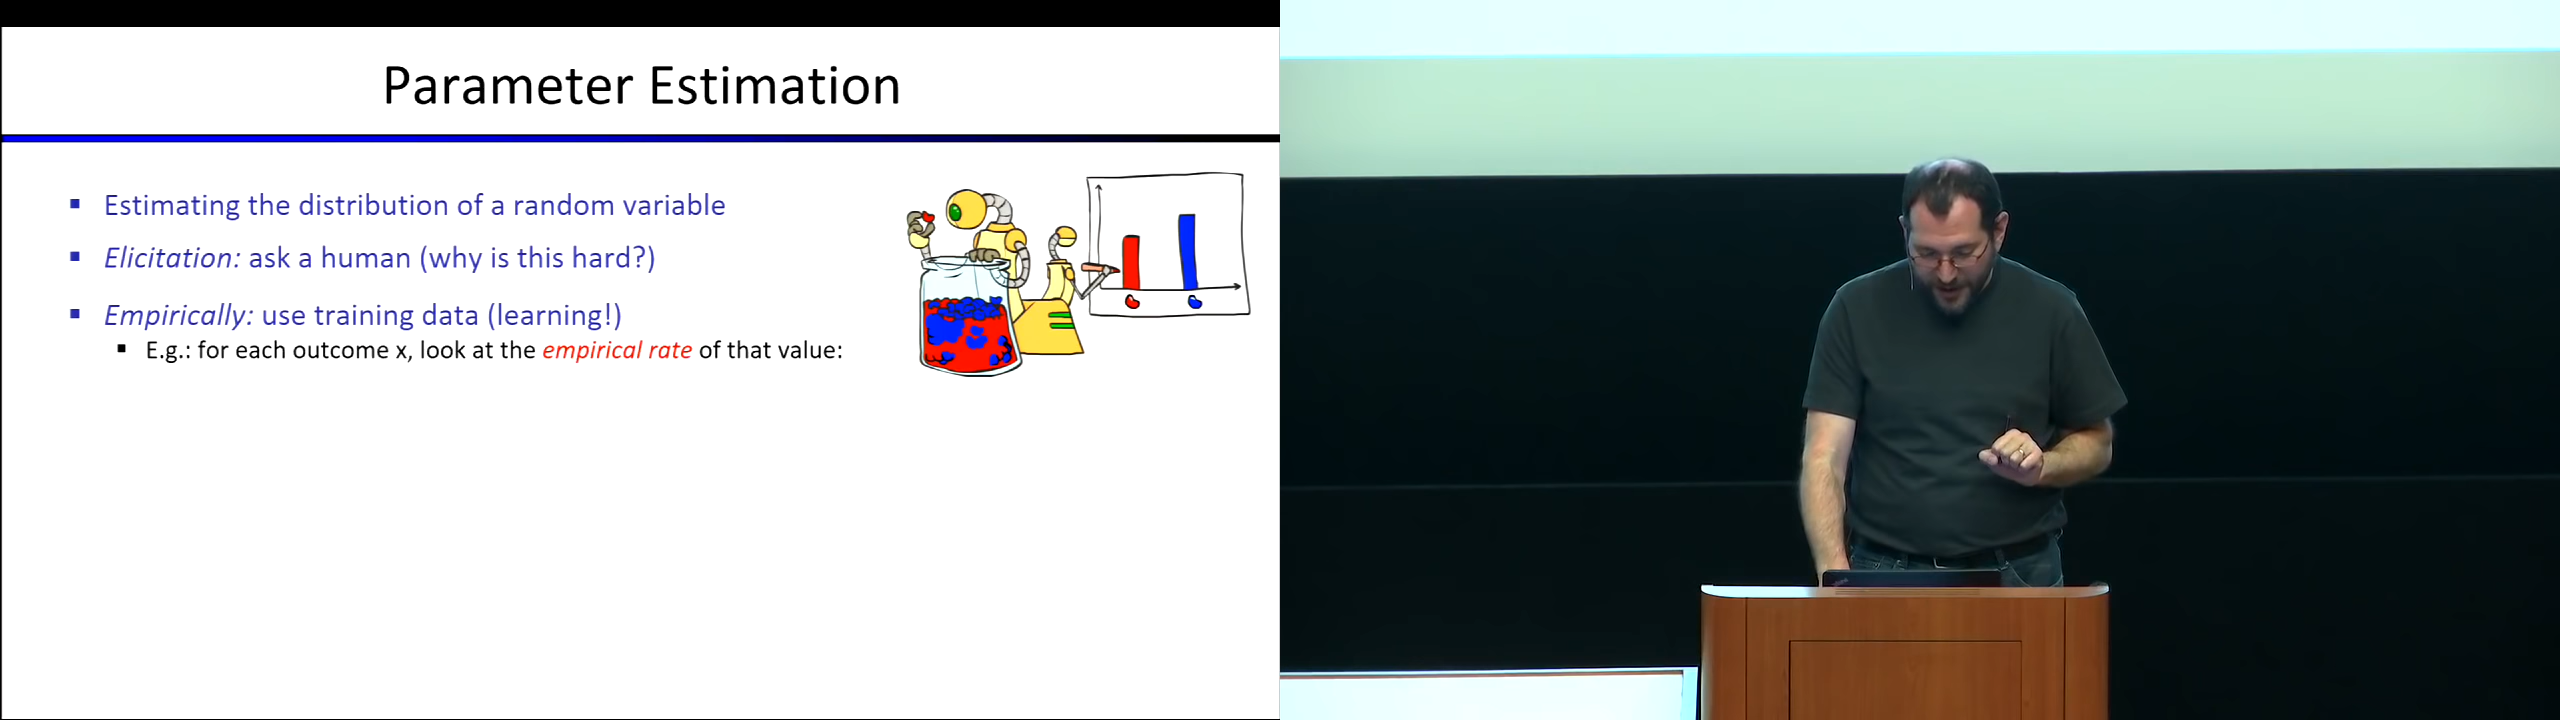 Parameter Estimation
▪ Estimating the distribution of a random variable
▪ Elicitation: ask a human (why is this hard?)
▪ Empirically: use training data (learning!)
▪ E.g.: for each outcome x, look at the empirical rate of that value: